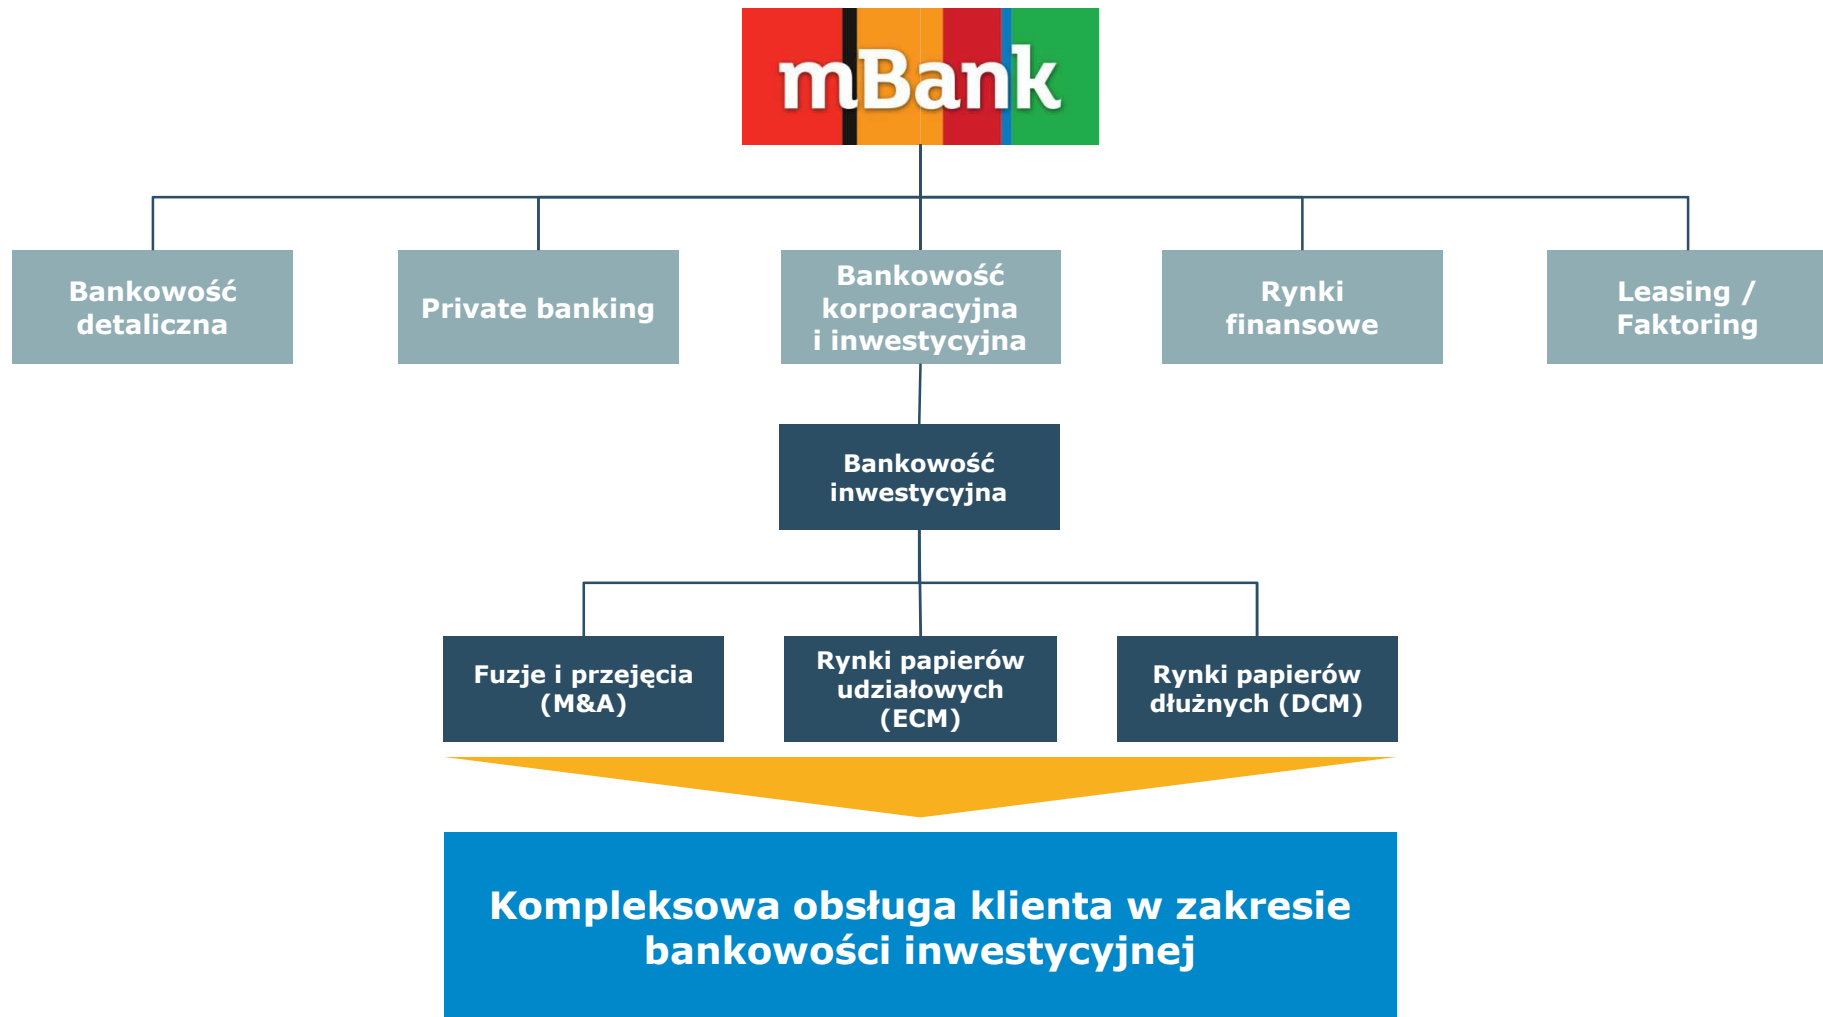 mBank
Bankowość
detaliczna
Private banking
Bankowość
korporacyjna
i inwestycyjna
Rynki
finansowe
Leasing /
Faktoring
Bankowość
inwestycyjna
Fuzje i przejęcia
(M&A)
Rynki papierów
udziałowych
(ECM)
Rynki papierów
dłużnych (DCM)
Kompleksowa obsługa klienta w zakresie
bankowości inwestycyjnej